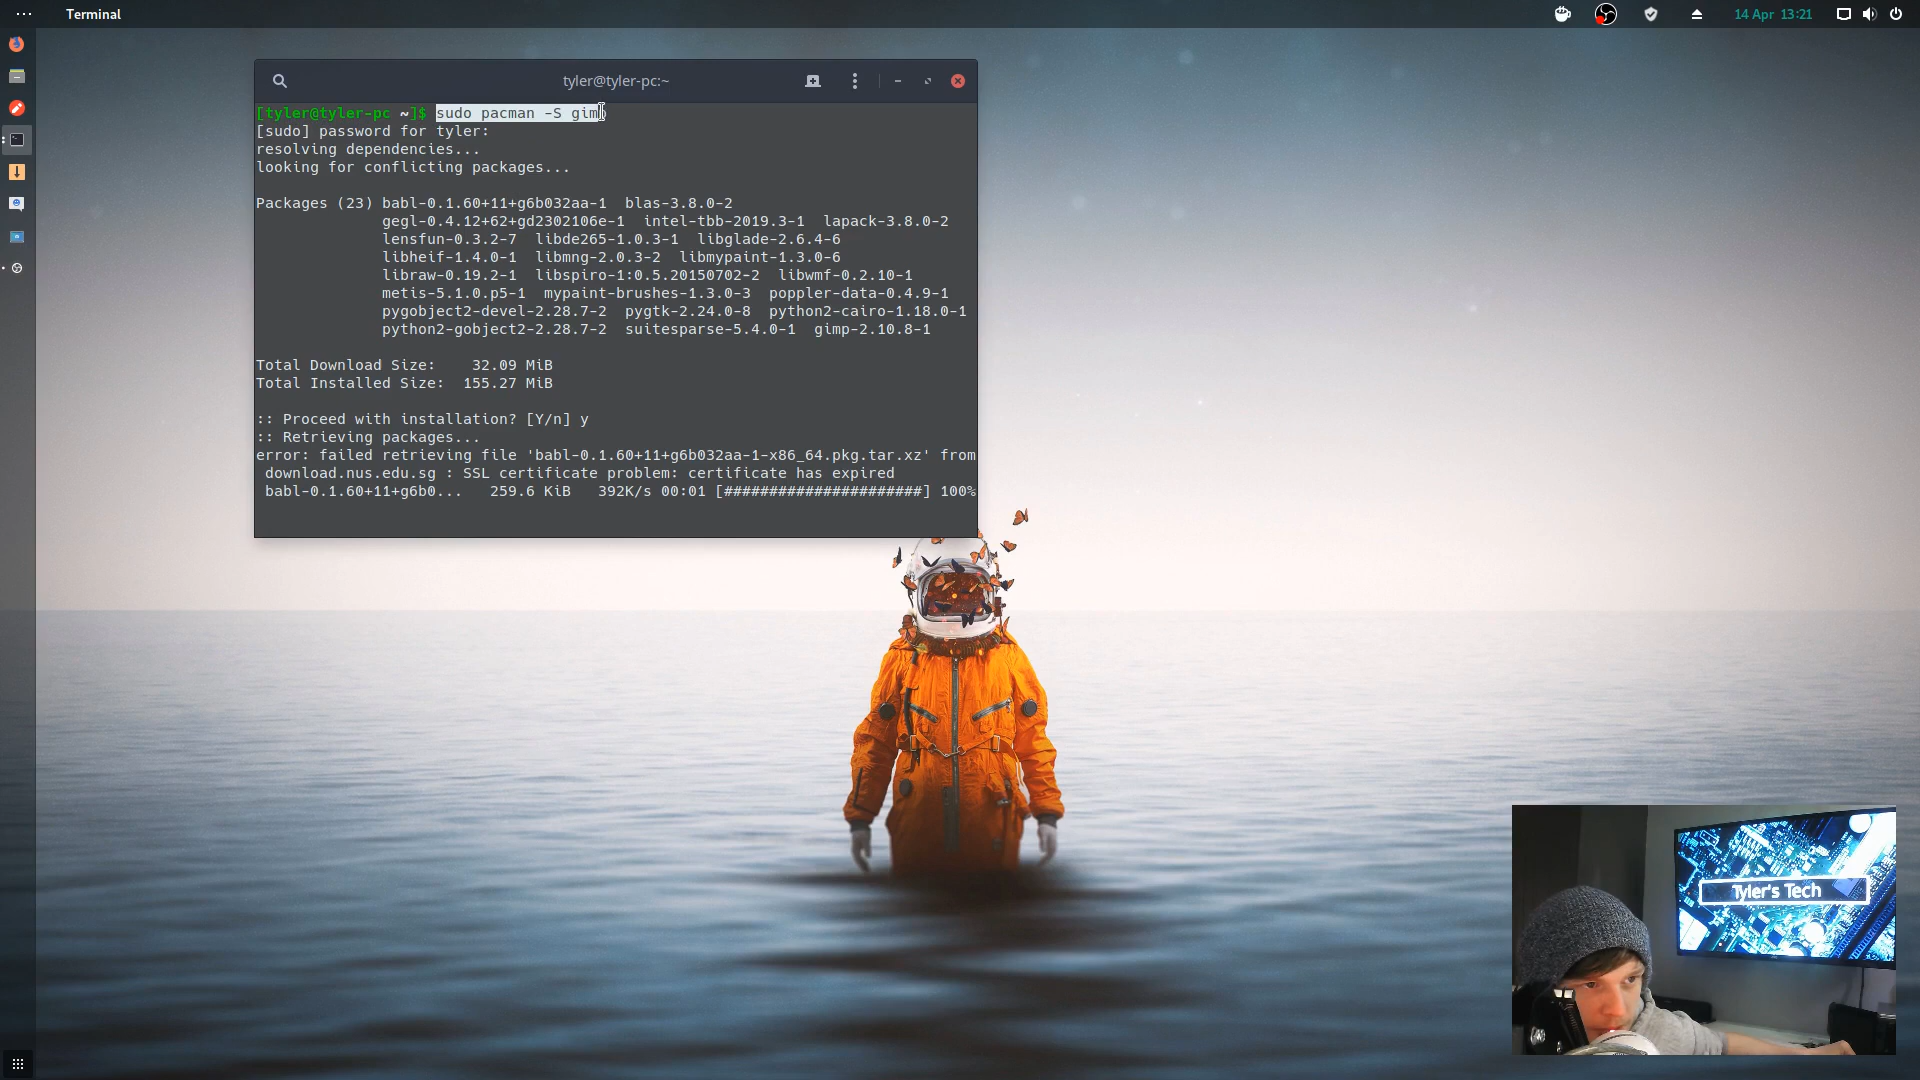 Terminal
14 Apr 13:21
tyler@tyler-pc:~
[tyler@tyler-pc ~]$ sudo pacman -S gimp
[sudo] password for tyler:
resolving dependencies...
looking for conflicting packages...
Packages (23) babl-0.1.60+11+g6b032aa-1  blas-3.8.0-2
gegl-0.4.12+62+gd2302106e-1  intel-tbb-2019.3-1  lapack-3.8.0-2
lensfun-0.3.2-7  libde265-1.0.3-1  libglade-2.6.4-6
libheif-1.4.0-1  libmng-2.0.3-2  libmypaint-1.3.0-6
libraw-0.19.2-1  libspiro-1:0.5.20150702-2  libwmf-0.2.10-1
metis-5.1.0.p5-1  mypaint-brushes-1.3.0-3  poppler-data-0.4.9-1
pygobject2-devel-2.28.7-2  pygtk-2.24.0-8  python2-cairo-1.18.0-1
python2-gobject2-2.28.7-2  suitesparse-5.4.0-1  gimp-2.10.8-1
Total Download Size:    32.09 MiB
Total Installed Size:  155.27 MiB
:: Proceed with installation? [Y/n] y
:: Retrieving packages...
error: failed retrieving file 'babl-0.1.60+11+g6b032aa-1-x86_64.pkg.tar.xz' from
download.nus.edu.sg : SSL certificate problem: certificate has expired
babl-0.1.60+11+g6b0...   259.6 KiB   392K/s 00:01 [######################] 100%
Tyler's Tech